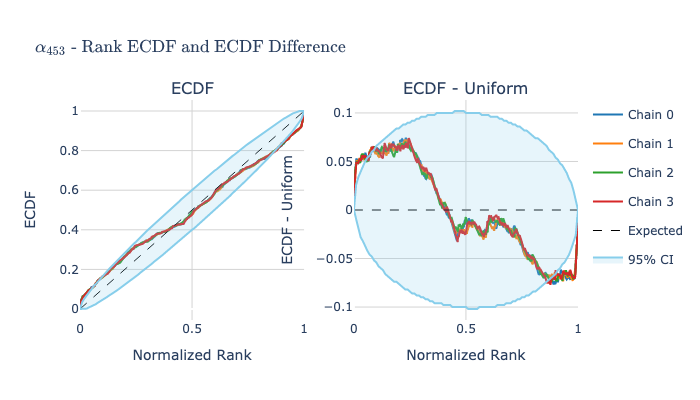 α₄₅₃ - Rank ECDF and ECDF Difference
ECDF
ECDF
1
0.8
0.6
0.4
0.2
0
0
0.5
1
Normalized Rank
ECDF - Uniform
ECDF - Uniform
0.1
0.05
0
−0.05
−0.1
0
0.5
1
Normalized Rank
Chain 0
Chain 1
Chain 2
Chain 3
Expected
95% CI